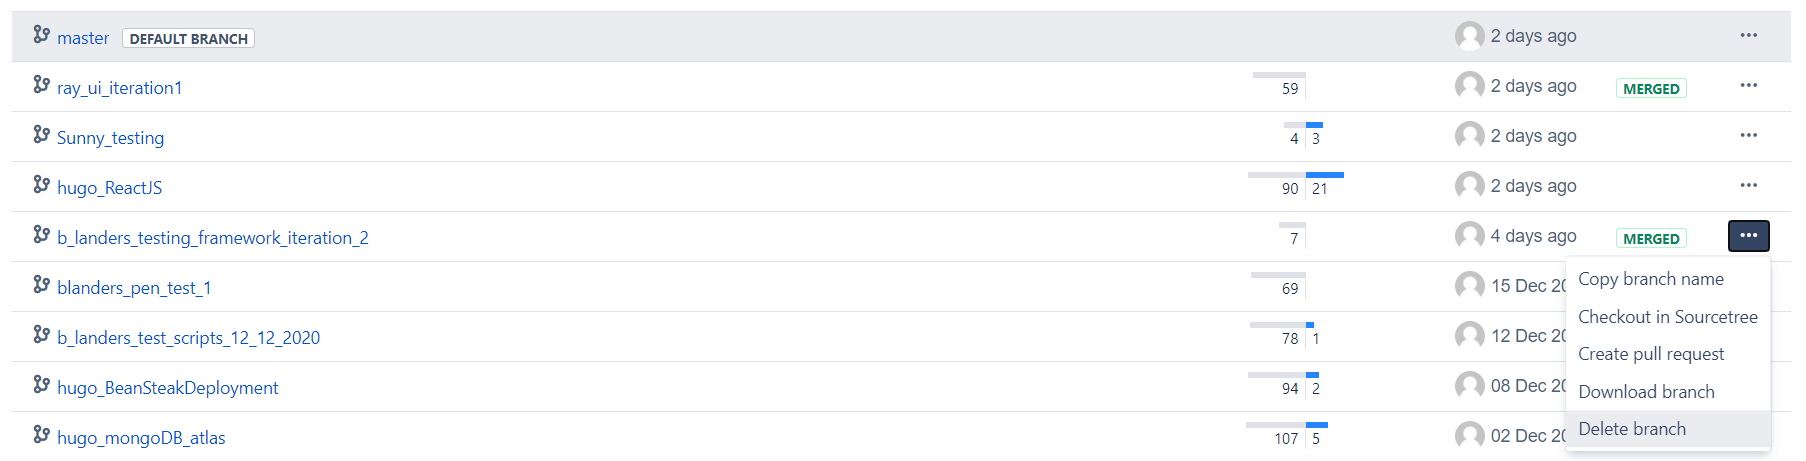 master DEFAULT BRANCH 2 days ago ...
ray_ui_iteration1 59 2 days ago MERGED ...
Sunny_testing 4 3 2 days ago ...
hugo_ReactJS 90 21 2 days ago ...
b_landers_testing_framework_iteration_2 7 4 days ago MERGED ...
blanders_pen_test_1 69 15 Dec 20
b_landers_test_scripts_12_12_2020 78 1 12 Dec 20
hugo_BeanSteakDeployment 94 2 08 Dec 20
hugo_mongoDB_atlas 107 5 02 Dec 20
Copy branch name
Checkout in Sourcetree
Create pull request
Download branch
Delete branch